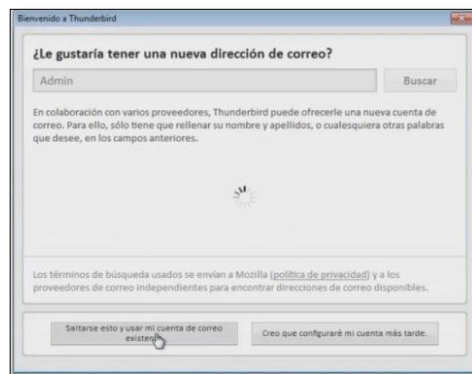 Bienvenido a Thunderbird
¿Le gustaría tener una nueva dirección de correo?
Admin
Buscar
En colaboración con varios proveedores, Thunderbird puede ofrecerle una nueva cuenta de
correo. Para ello, sólo tiene que rellenar su nombre y apellidos, o cualesquiera otras palabras
que desee, en los campos anteriores.
Los términos de búsqueda usados se envían a Mozilla (política de privacidad) y a los
proveedores de correo independientes para encontrar direcciones de correo disponibles.
Saltarse esto y usar mi cuenta de correo
existente
Creo que configuraré mi cuenta más tarde.